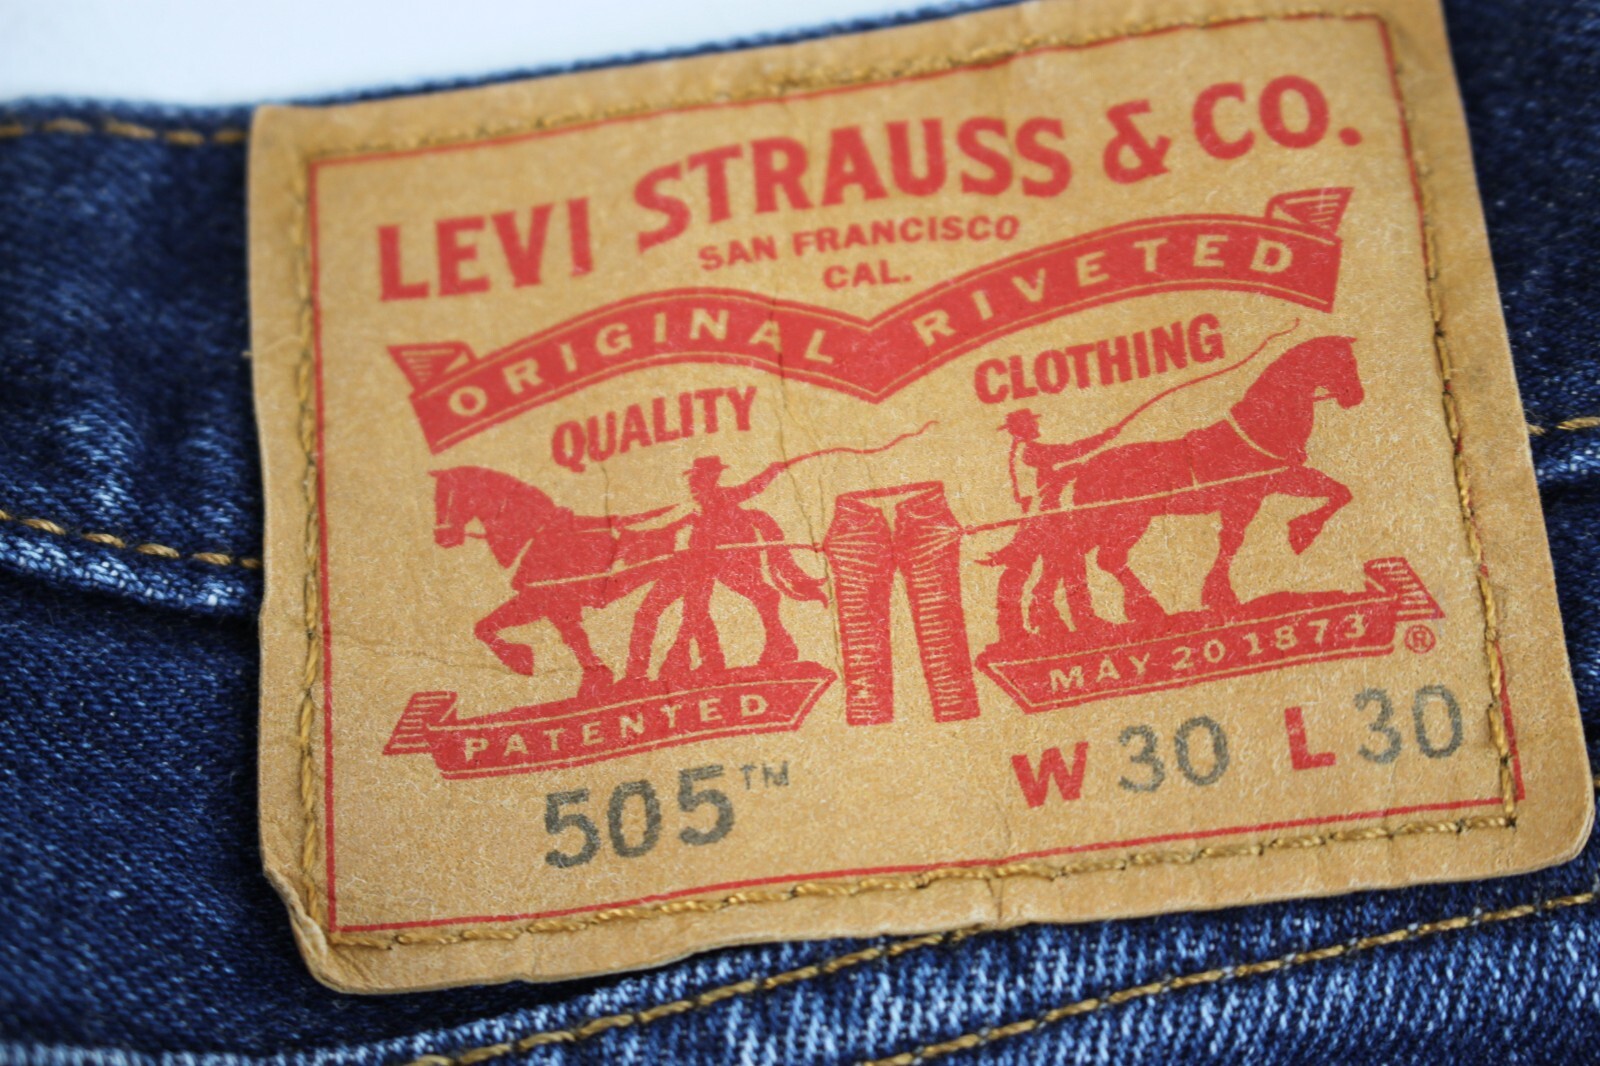 LEVI STRAUSS & CO.
SAN FRANCISCO
CAL.
ORIGINAL RIVETED
QUALITY CLOTHING
PATENTED MAY 20 1873 ®
505™ W 30 L 30